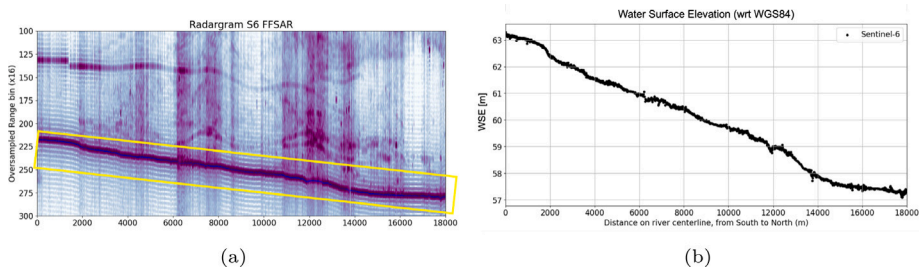 Radargram S6 FFSAR
Oversampled Range bin (x16)
100
125
150
175
200
225
250
275
300
0 2000 4000 6000 8000 10000 12000 14000 16000 18000
(a)
Water Surface Elevation (wrt WGS84)
Sentinel-6
WSE [m]
63
62
61
60
59
58
57
0 2000 4000 6000 8000 10000 12000 14000 16000 18000
Distance on river centerline, from South to North (m)
(b)